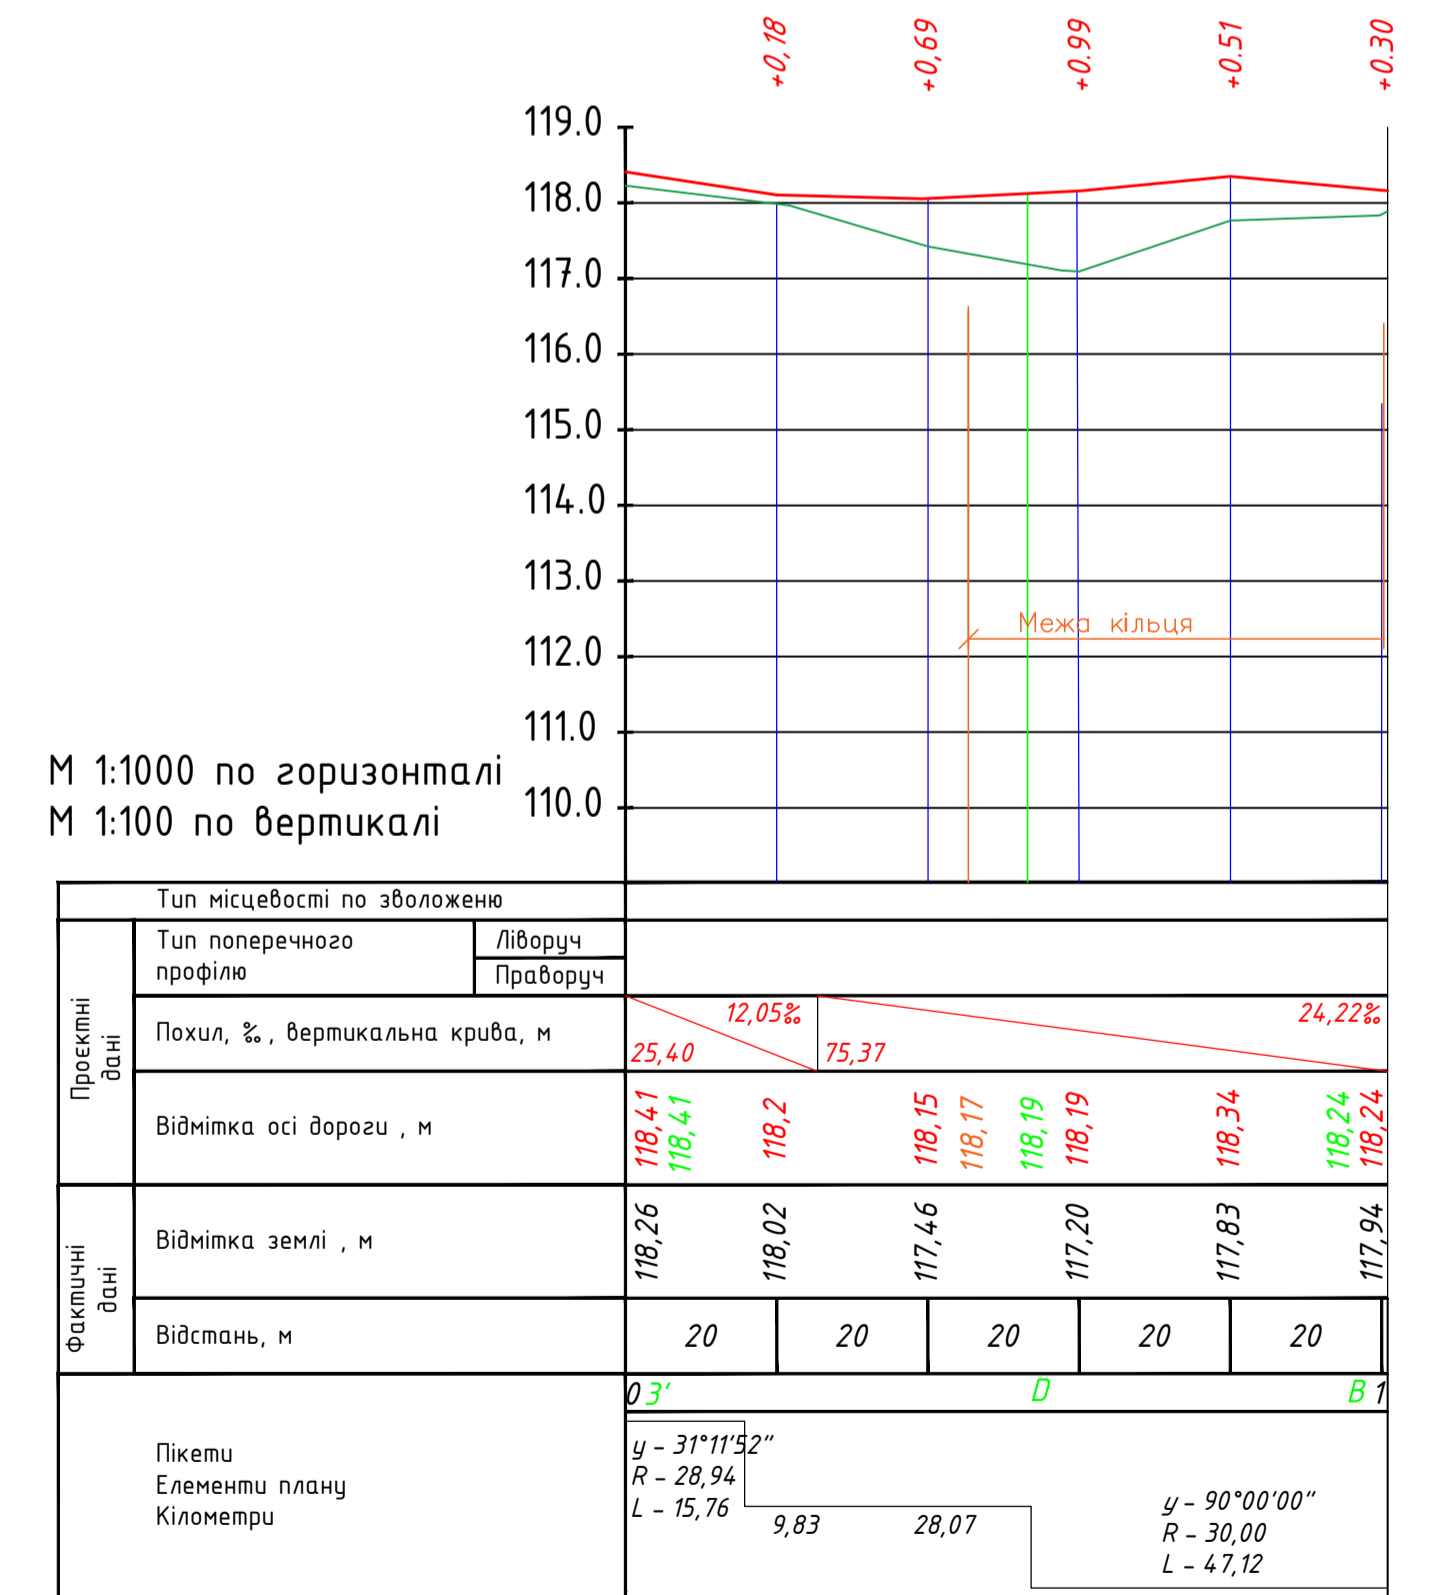 +0,18 +0,69 +0.99 +0.51 +0.30
119.0
118.0
117.0
116.0
115.0
114.0
113.0
Межа кільця
112.0
111.0
110.0
М 1:1000 по горизонталі
М 1:100 по вертикалі
Тип місцевості по зволоженю
Проєктні
дані
Тип поперечного
профілю
Ліворуч
Праворуч
Похил, ‰, вертикальна крива, м
12,05‰ 24,22‰
25,40 75,37
Відмітка осі дороги , м
118,41 118,41 118,2 118,15 118,17 118,19 118,19 118,34 118,24 118,24
Фактичні
дані
Відмітка землі , м
118,26 118,02 117,46 117,20 117,83 117,94
Відстань, м
20 20 20 20 20
0 3' D B 1
Пікети
Елементи плану
Кілометри
у - 31°11'52"
R - 28,94
L - 15,76
9,83 28,07
у - 90°00'00"
R - 30,00
L - 47,12